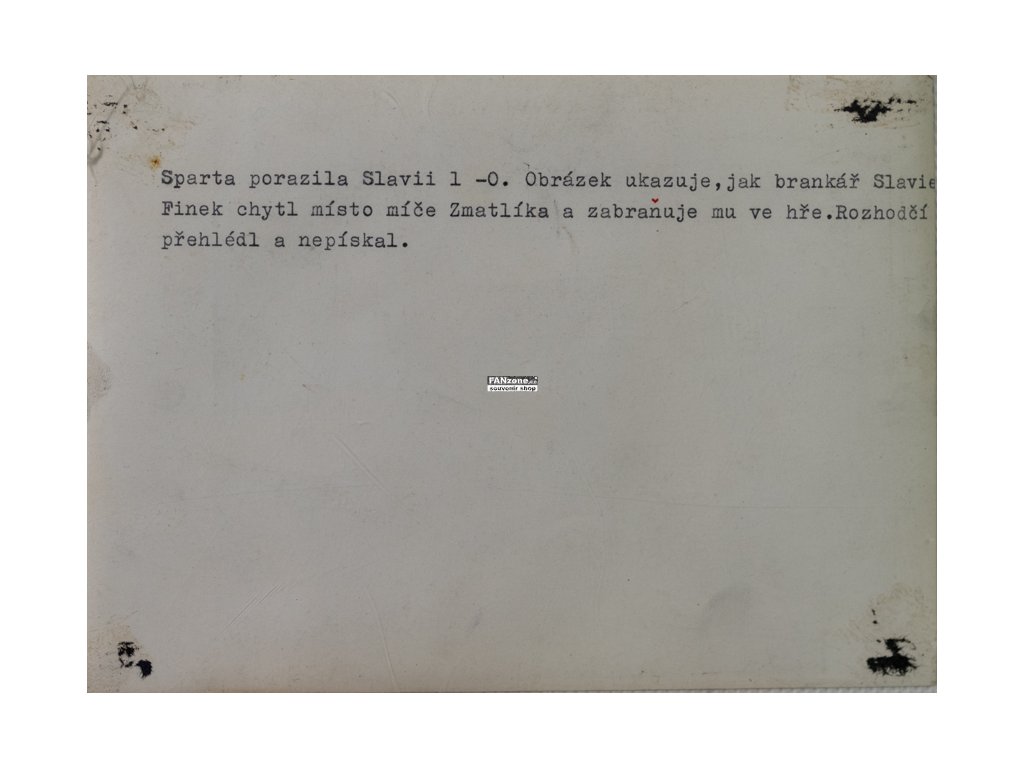 Sparta porazila Slavii 1 -0. Obrázek ukazuje,jak brankář Slavie
Finek chytl místo míče Zmatlíka a zabraňuje mu ve hře.Rozhodčí
přehlédl a nepískal.
FANzone.cz
souvenir shop